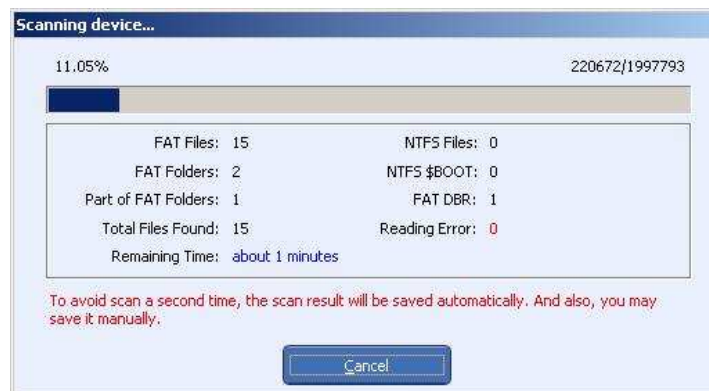 Scanning device...
11.05% 220672/1997793
FAT Files: 15 NTFS Files: 0
FAT Folders: 2 NTFS $BOOT: 0
Part of FAT Folders: 1 FAT DBR: 1
Total Files Found: 15 Reading Error: 0
Remaining Time: about 1 minutes
To avoid scan a second time, the scan result will be saved automatically. And also, you may
save it manually.
Cancel